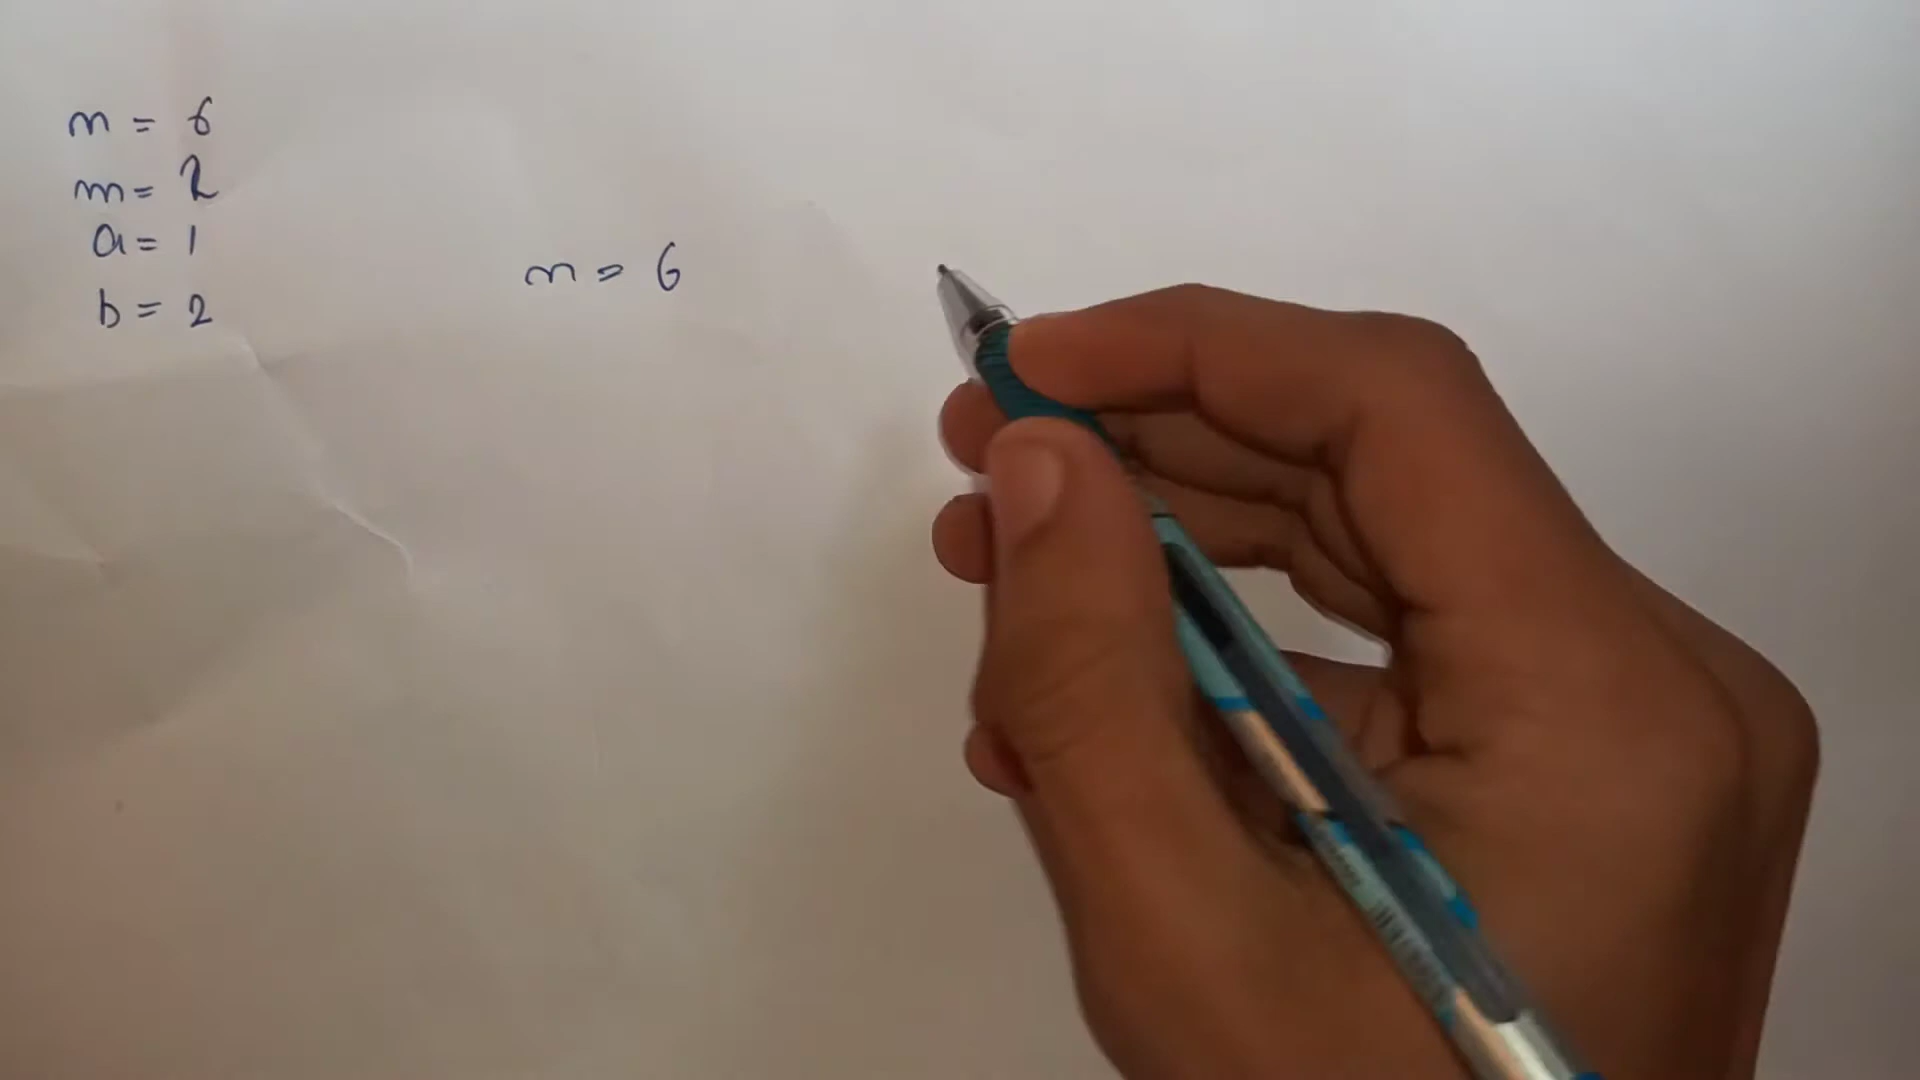 n = 6
m = 2
a = 1
b = 2
n = 6